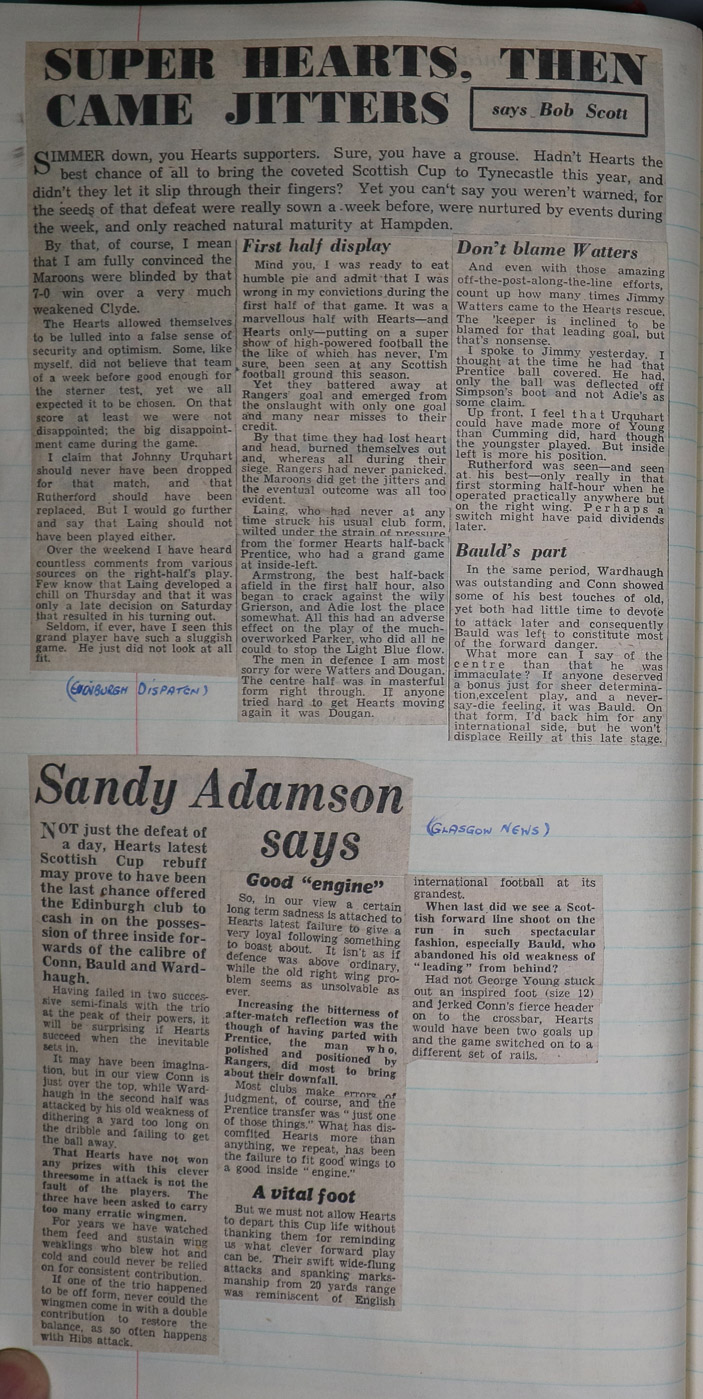 SUPER HEARTS, THEN
CAME JITTERS
says Bob Scott
SIMMER down, you Hearts supporters. Sure, you have a grouse. Hadn't Hearts the
best chance of all to bring the coveted Scottish Cup to Tynecastle this year, and
didn't they let it slip through their fingers? Yet you can't say you weren't warned, for
the seeds of that defeat were really sown a week before, were nurtured by events during
the week, and only reached natural maturity at Hampden.
By that, of course, I mean
that I am fully convinced the
Maroons were blinded by that
7-0 win over a very much
weakened Clyde.
The Hearts allowed themselves
to be lulled into a false sense of
security and optimism. Some, like
myself, did not believe that team
of a week before good enough for
the sterner test, yet we all
expected it to be chosen. On that
score at least we were not
disappointed; the big disappoint-
ment came during the game.
I claim that Johnny Urquhart
should never have been dropped
for that match, and that
Rutherford should have been
replaced. But I would go further
and say that Laing should not
have been played either.
Over the weekend I have heard
countless comments from various
sources on the right-half's play.
Few know that Laing developed a
chill on Thursday and that it was
only a late decision on Saturday
that resulted in his turning out.
Seldom, if ever, have I seen this
grand player have such a sluggish
game. He just did not look at all
fit.
(EDINBURGH DISPATCH)
First half display
Mind you, I was ready to eat
humble pie and admit that I was
wrong in my convictions during the
first half of that game. It was a
marvellous half with Hearts—and
Hearts only—putting on a super
show of high-powered football the
the like of which has never, I'm
sure, been seen at any Scottish
football ground this season.
Yet they battered away at
Rangers' goal and emerged from
the onslaught with only one goal
and many near misses to their
credit.
By that time they had lost heart
and head, burned themselves out
and, whereas all during their
siege, Rangers had never panicked,
the Maroons did get the jitters and
the eventual outcome was all too
evident.
Laing, who had never at any
time struck his usual club form,
wilted under the strain of pressure
from the former Hearts half-back
Prentice, who had a grand game
at inside-left.
Armstrong, the best half-back
afield in the first half hour, also
began to crack against the wily
Grierson, and Adie lost the place
somewhat. All this had an adverse
effect on the play of the much-
overworked Parker, who did all he
could to stop the Light Blue flow.
The men in defence I am most
sorry for were Watters and Dougan.
The centre half was in masterful
form right through. If anyone
tried hard to get Hearts moving
again it was Dougan.
Don't blame Watters
And even with those amazing
off-the-post-along-the-line efforts,
count up how many times Jimmy
Watters came to the Hearts rescue.
The 'keeper is inclined to be
blamed for that leading goal, but
that's nonsense.
I spoke to Jimmy yesterday. I
thought at the time he had that
Prentice ball covered. He had,
only the ball was deflected off
Simpson's boot and not Adie's as
some claim.
Up front, I feel that Urquhart
could have made more of Young
than Cumming did, hard though
the youngster played. But inside
left is more his position.
Rutherford was seen—and seen
at his best—only really in that
first storming half-hour when he
operated practically anywhere but
on the right wing. Perhaps a
switch might have paid dividends
later.
Bauld's part
In the same period, Wardhaugh
was outstanding and Conn showed
some of his best touches of old,
yet both had little time to devote
to attack later and consequently
Bauld was left to constitute most
of the forward danger.
What more can I say of the
centre than that he was
immaculate? If anyone deserved
a bonus just for sheer determina-
tion, excellent play, and a never-
say-die feeling, it was Bauld. On
that form, I'd back him for any
international side, but he won't
displace Reilly at this late stage.
Sandy Adamson
says
(GLASGOW NEWS)
NOT just the defeat of
a day, Hearts latest
Scottish Cup rebuff
may prove to have been
the last chance offered
the Edinburgh club to
cash in on the posses-
sion of three inside for-
wards of the calibre of
Conn, Bauld and Ward-
haugh.
Having failed in two succes-
sive semi-finals with the trio
at the peak of their powers, it
will be surprising if Hearts
succeed when the inevitable
sets in.
It may have been imagina-
tion, but in our view Conn is
just over the top, while Ward-
haugh in the second half was
attacked by his old weakness of
dithering a yard too long on
the dribble and failing to get
the ball away.
That Hearts have not won
any prizes with this clever
threesome in attack is not the
fault of the players. The
three have been asked to carry
too many erratic wingmen.
For years we have watched
them feed and sustain wing
weaklings who blew hot and
cold and could never be relied
on for consistent contribution.
If one of the trio happened
to be off form, never could the
wingmen come in with a double
contribution to restore the
balance, as so often happens
with Hibs attack.
Good "engine"
So, in our view a certain
long term sadness is attached to
Hearts latest failure to give a
very loyal following something
to boast about. It isn't as if
defence was above ordinary,
while the old right wing pro-
blem seems as unsolvable as
ever.
Increasing the bitterness of
after-match reflection was the
though of having parted with
Prentice, the man who,
polished and positioned by
Rangers, did most to bring
about their downfall.
Most clubs make errors of
judgment, of course, and the
Prentice transfer was "just one
of those things." What has dis-
comfited Hearts more than
anything, we repeat, has been
the failure to fit good wings to
a good inside "engine."
A vital foot
But we must not allow Hearts
to depart this Cup life without
thanking them for reminding
us what clever forward play
can be. Their swift wide-flung
attacks and spanking marks-
manship from 20 yards range
was reminiscent of English
international football at its
grandest.
When last did we see a Scot-
tish forward line shoot on the
run in such spectacular
fashion, especially Bauld, who
abandoned his old weakness of
"leading" from behind?
Had not George Young stuck
out an inspired foot (size 12)
and jerked Conn's fierce header
on to the crossbar, Hearts
would have been two goals up
and the game switched on to a
different set of rails.